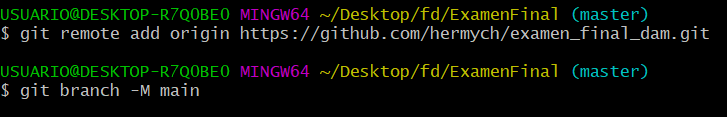 USUARIO@DESKTOP-R7Q0BE0 MINGW64 ~/Desktop/fd/ExamenFinal (master)
$ git remote add origin https://github.com/hermych/examen_final_dam.git
USUARIO@DESKTOP-R7Q0BE0 MINGW64 ~/Desktop/fd/ExamenFinal (master)
$ git branch -M main